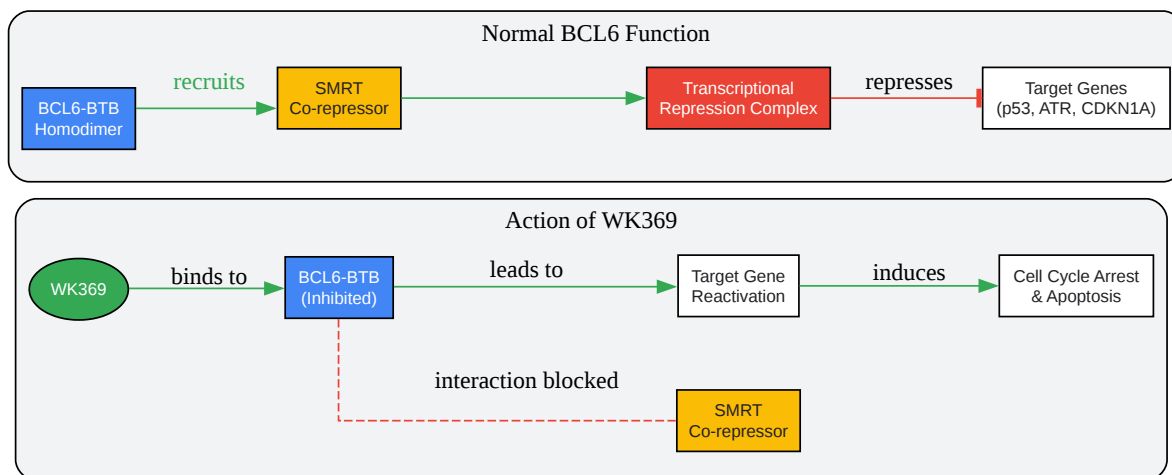 Normal BCL6 Function
BCL6-BTB
Homodimer
recruits
SMRT
Co-repressor
Transcriptional
Repression Complex
represses
Target Genes
(p53, ATR, CDKN1A)
Action of WK369
WK369
binds to
BCL6-BTB
(Inhibited)
leads to
Target Gene
Reactivation
induces
Cell Cycle Arrest
& Apoptosis
interaction blocked
SMRT
Co-repressor